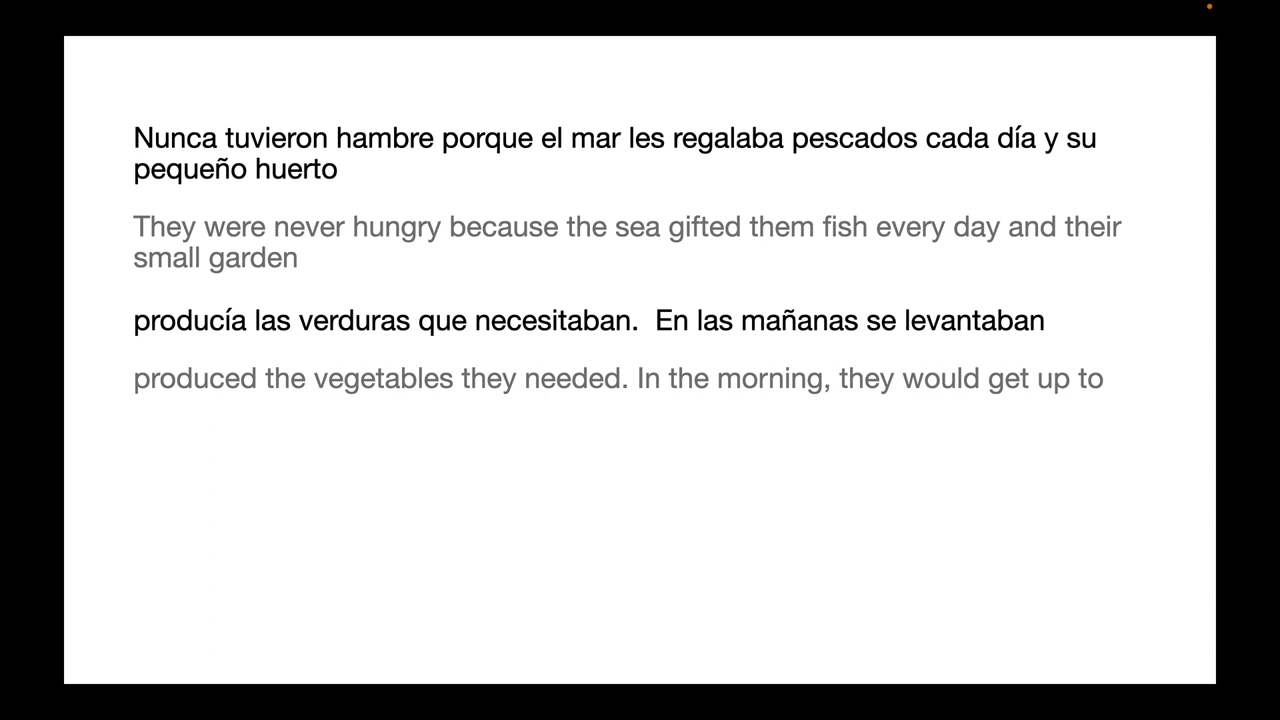 Nunca tuvieron hambre porque el mar les regalaba pescados cada día y su
pequeño huerto
They were never hungry because the sea gifted them fish every day and their
small garden
producía las verduras que necesitaban.  En las mañanas se levantaban
produced the vegetables they needed. In the morning, they would get up to